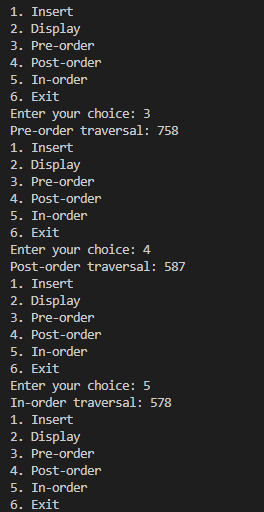 1. Insert
2. Display
3. Pre-order
4. Post-order
5. In-order
6. Exit
Enter your choice: 3
Pre-order traversal: 758
1. Insert
2. Display
3. Pre-order
4. Post-order
5. In-order
6. Exit
Enter your choice: 4
Post-order traversal: 587
1. Insert
2. Display
3. Pre-order
4. Post-order
5. In-order
6. Exit
Enter your choice: 5
In-order traversal: 578
1. Insert
2. Display
3. Pre-order
4. Post-order
5. In-order
6. Exit